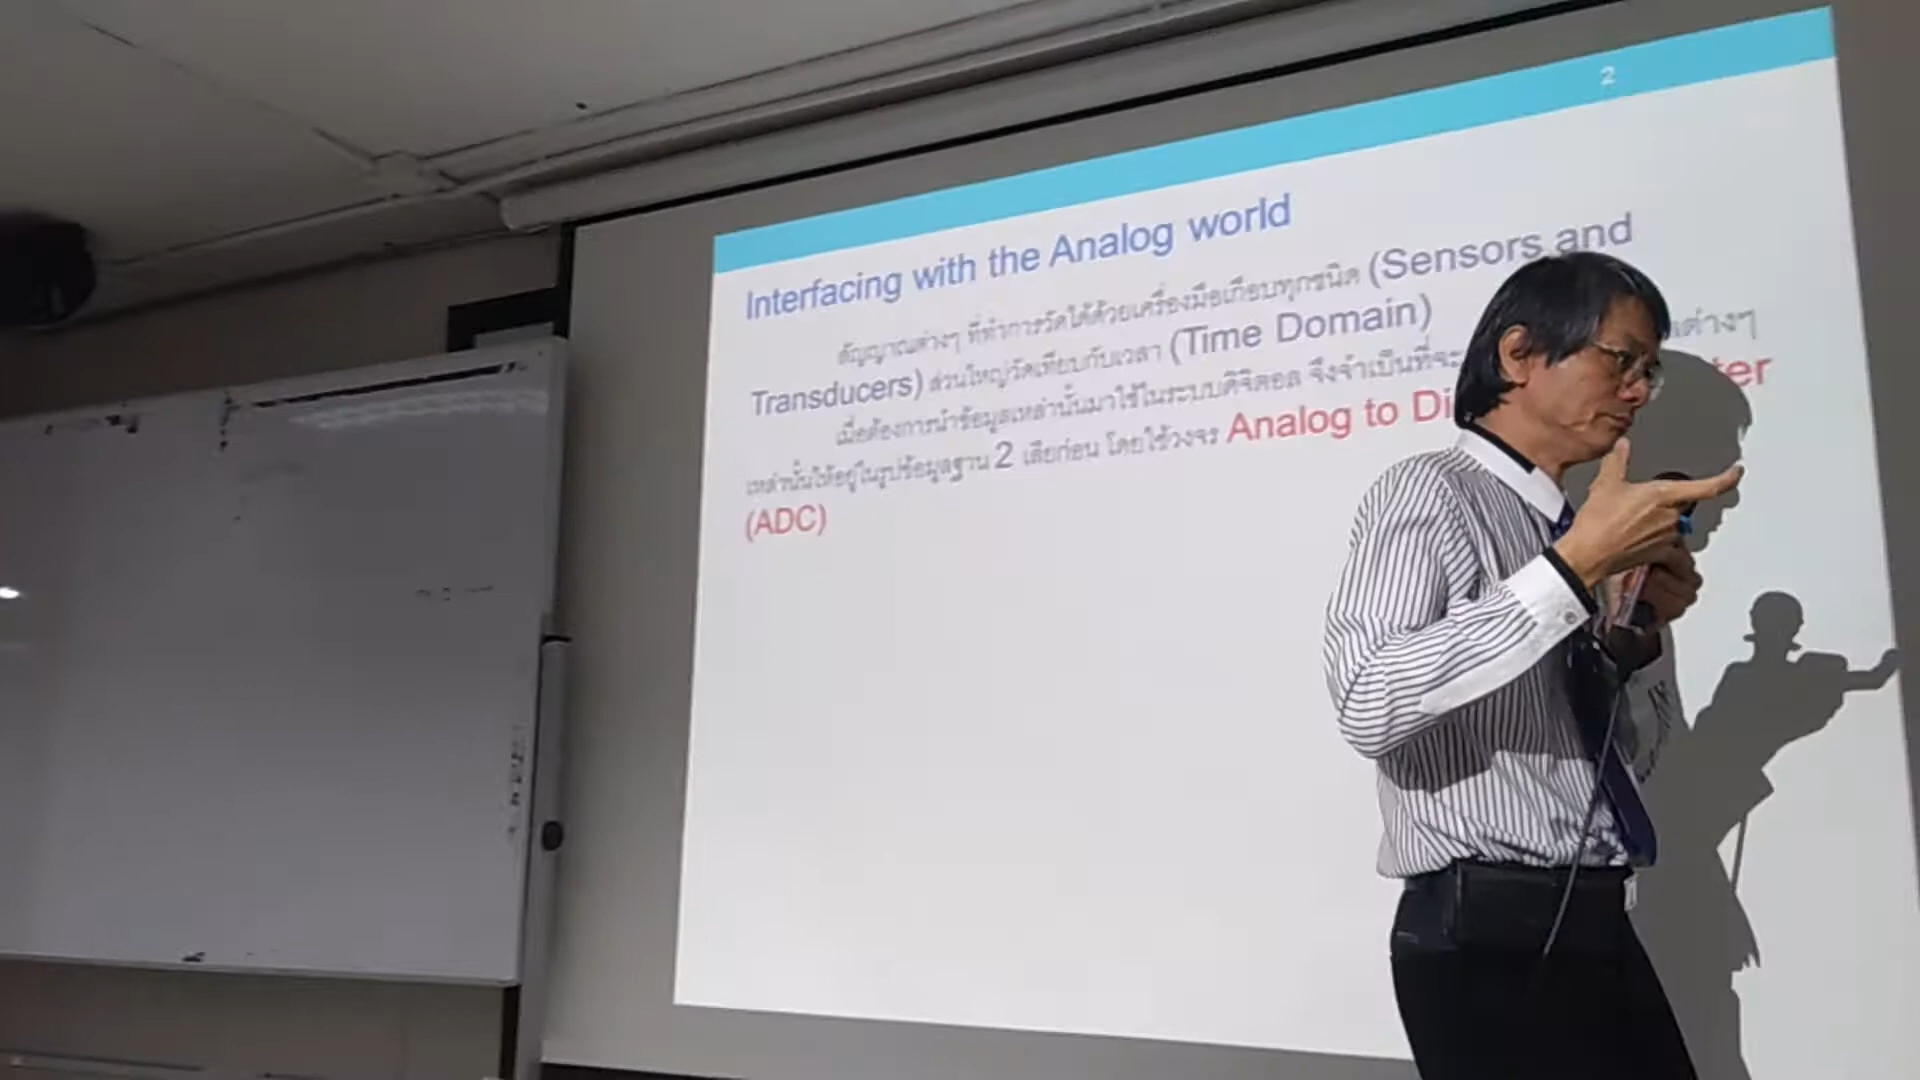 2
Interfacing with the Analog world
สัญญาณต่างๆ ที่ทำการวัดได้ด้วยเครื่องมือเกือบทุกชนิด (Sensors and
Transducers) ส่วนใหญ่วัดเทียบกับเวลา (Time Domain)
เมื่อต้องการนำข้อมูลเหล่านั้นมาใช้ในระบบดิจิตอล จึงจำเป็นที่จะ ต่างๆ
เหล่านั้นให้อยู่ในรูปข้อมูลฐาน 2 เสียก่อน โดยใช้วงจร Analog to Di ter
(ADC)